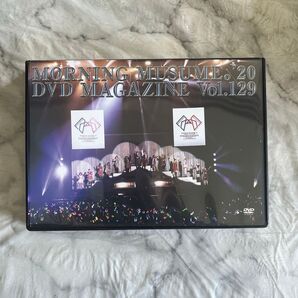 MORNING MUSUME。'20
DVD MAGAZINE Vol.129
DVD